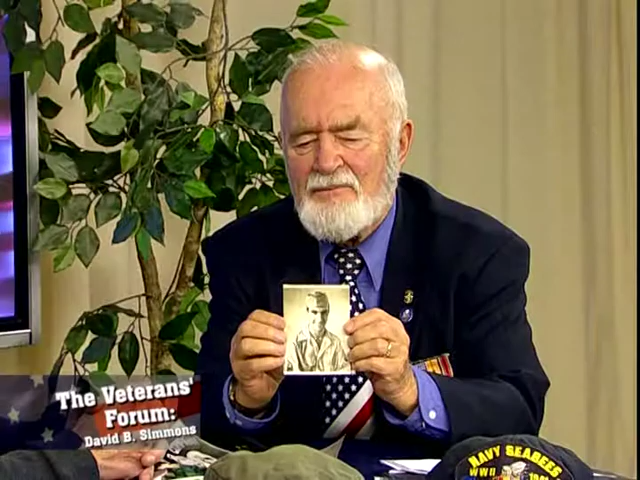 The Veterans'
Forum:
David B. Simmons
NAVY SEABEES
WWII